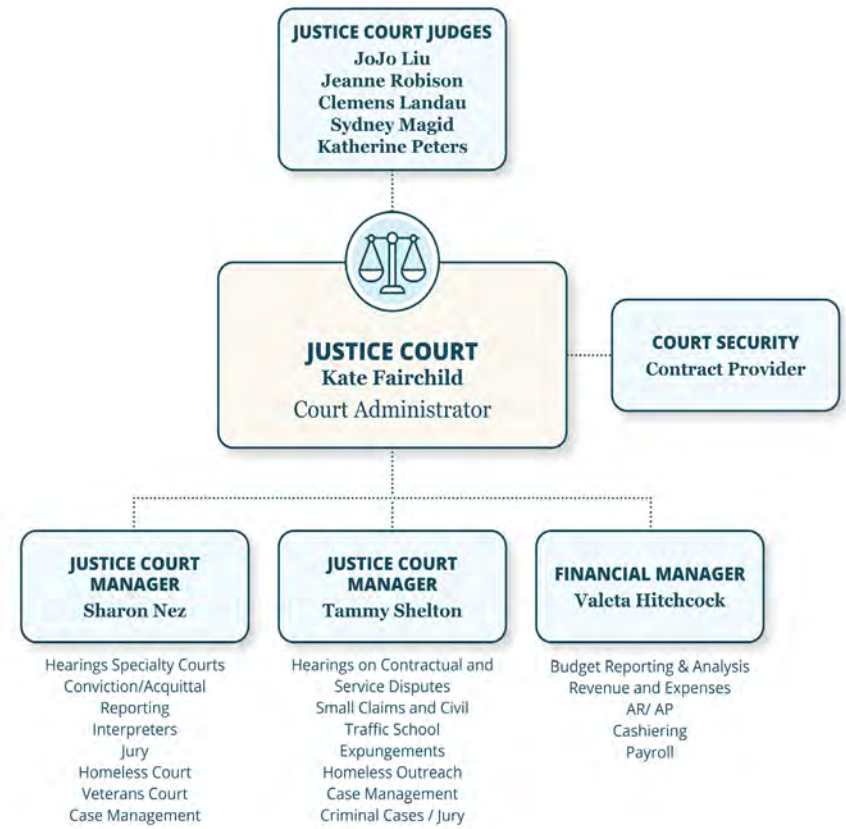 JUSTICE COURT JUDGES
JoJo Liu
Jeanne Robison
Clemens Landau
Sydney Magid
Katherine Peters
JUSTICE COURT
Kate Fairchild
Court Administrator
COURT SECURITY
Contract Provider
JUSTICE COURT
MANAGER
Sharon Nez
Hearings Specialty Courts
Conviction/Acquittal
Reporting
Interpreters
Jury
Homeless Court
Veterans Court
Case Management
JUSTICE COURT
MANAGER
Tammy Shelton
Hearings on Contractual and
Service Disputes
Small Claims and Civil
Traffic School
Expungements
Homeless Outreach
Case Management
Criminal Cases / Jury
FINANCIAL MANAGER
Valeta Hitchcock
Budget Reporting & Analysis
Revenue and Expenses
AR/ AP
Cashiering
Payroll